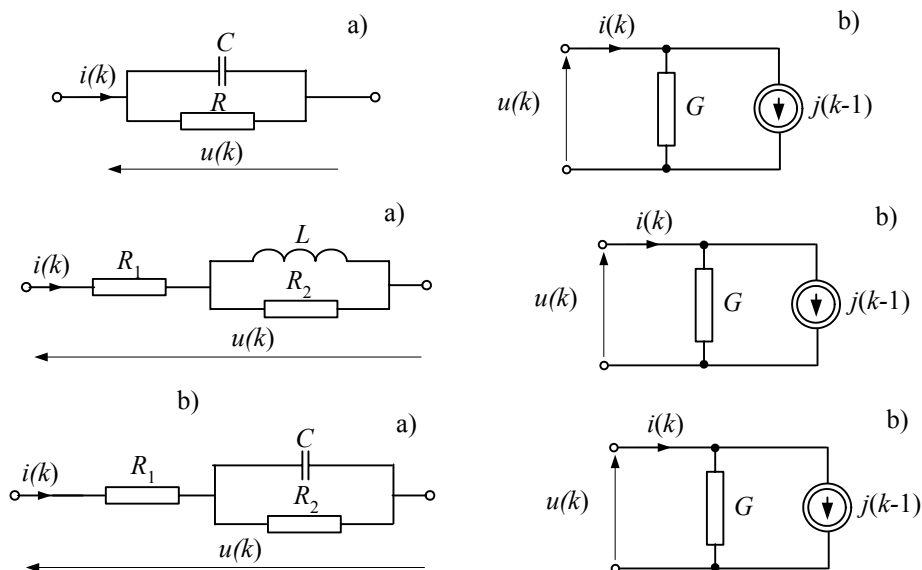 a)
C
i(k)
R
u(k)
b)
i(k)
u(k)
G
j(k-1)
a)
L
i(k)
R1
R2
u(k)
b)
i(k)
u(k)
G
j(k-1)
b)
a)
C
i(k)
R1
R2
u(k)
b)
i(k)
u(k)
G
j(k-1)